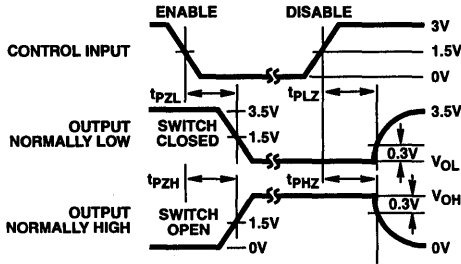 ENABLE
DISABLE
CONTROL INPUT
3V
1.5V
0V
tPZL
tPLZ
OUTPUT
NORMALLY LOW
SWITCH
CLOSED
3.5V
1.5V
3.5V
0.3V
VOL
tPZH
tPHZ
OUTPUT
NORMALLY HIGH
SWITCH
OPEN
1.5V
0V
VOH
0.3V